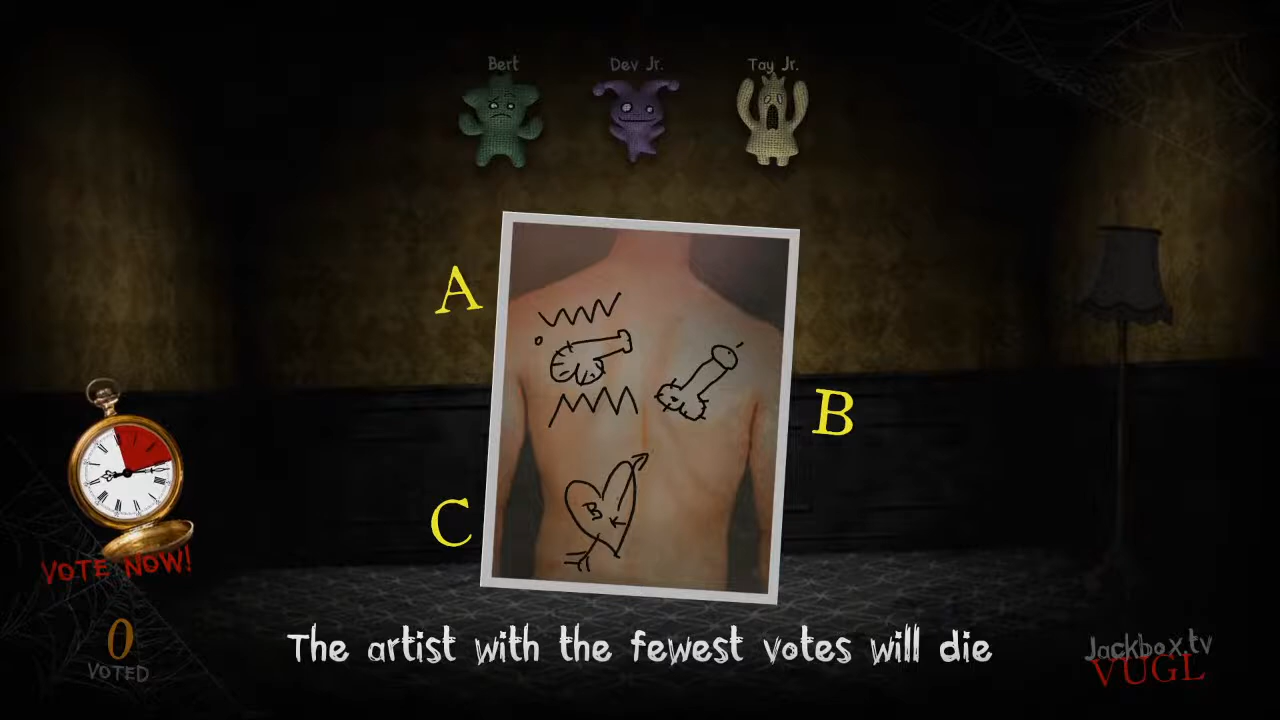 Bert
Dev Jr.
Tay Jr.
A
B
C
B K
VOTE NOW!
0
VOTED
The artist with the fewest votes will die
Jackbox.tv
VUGL